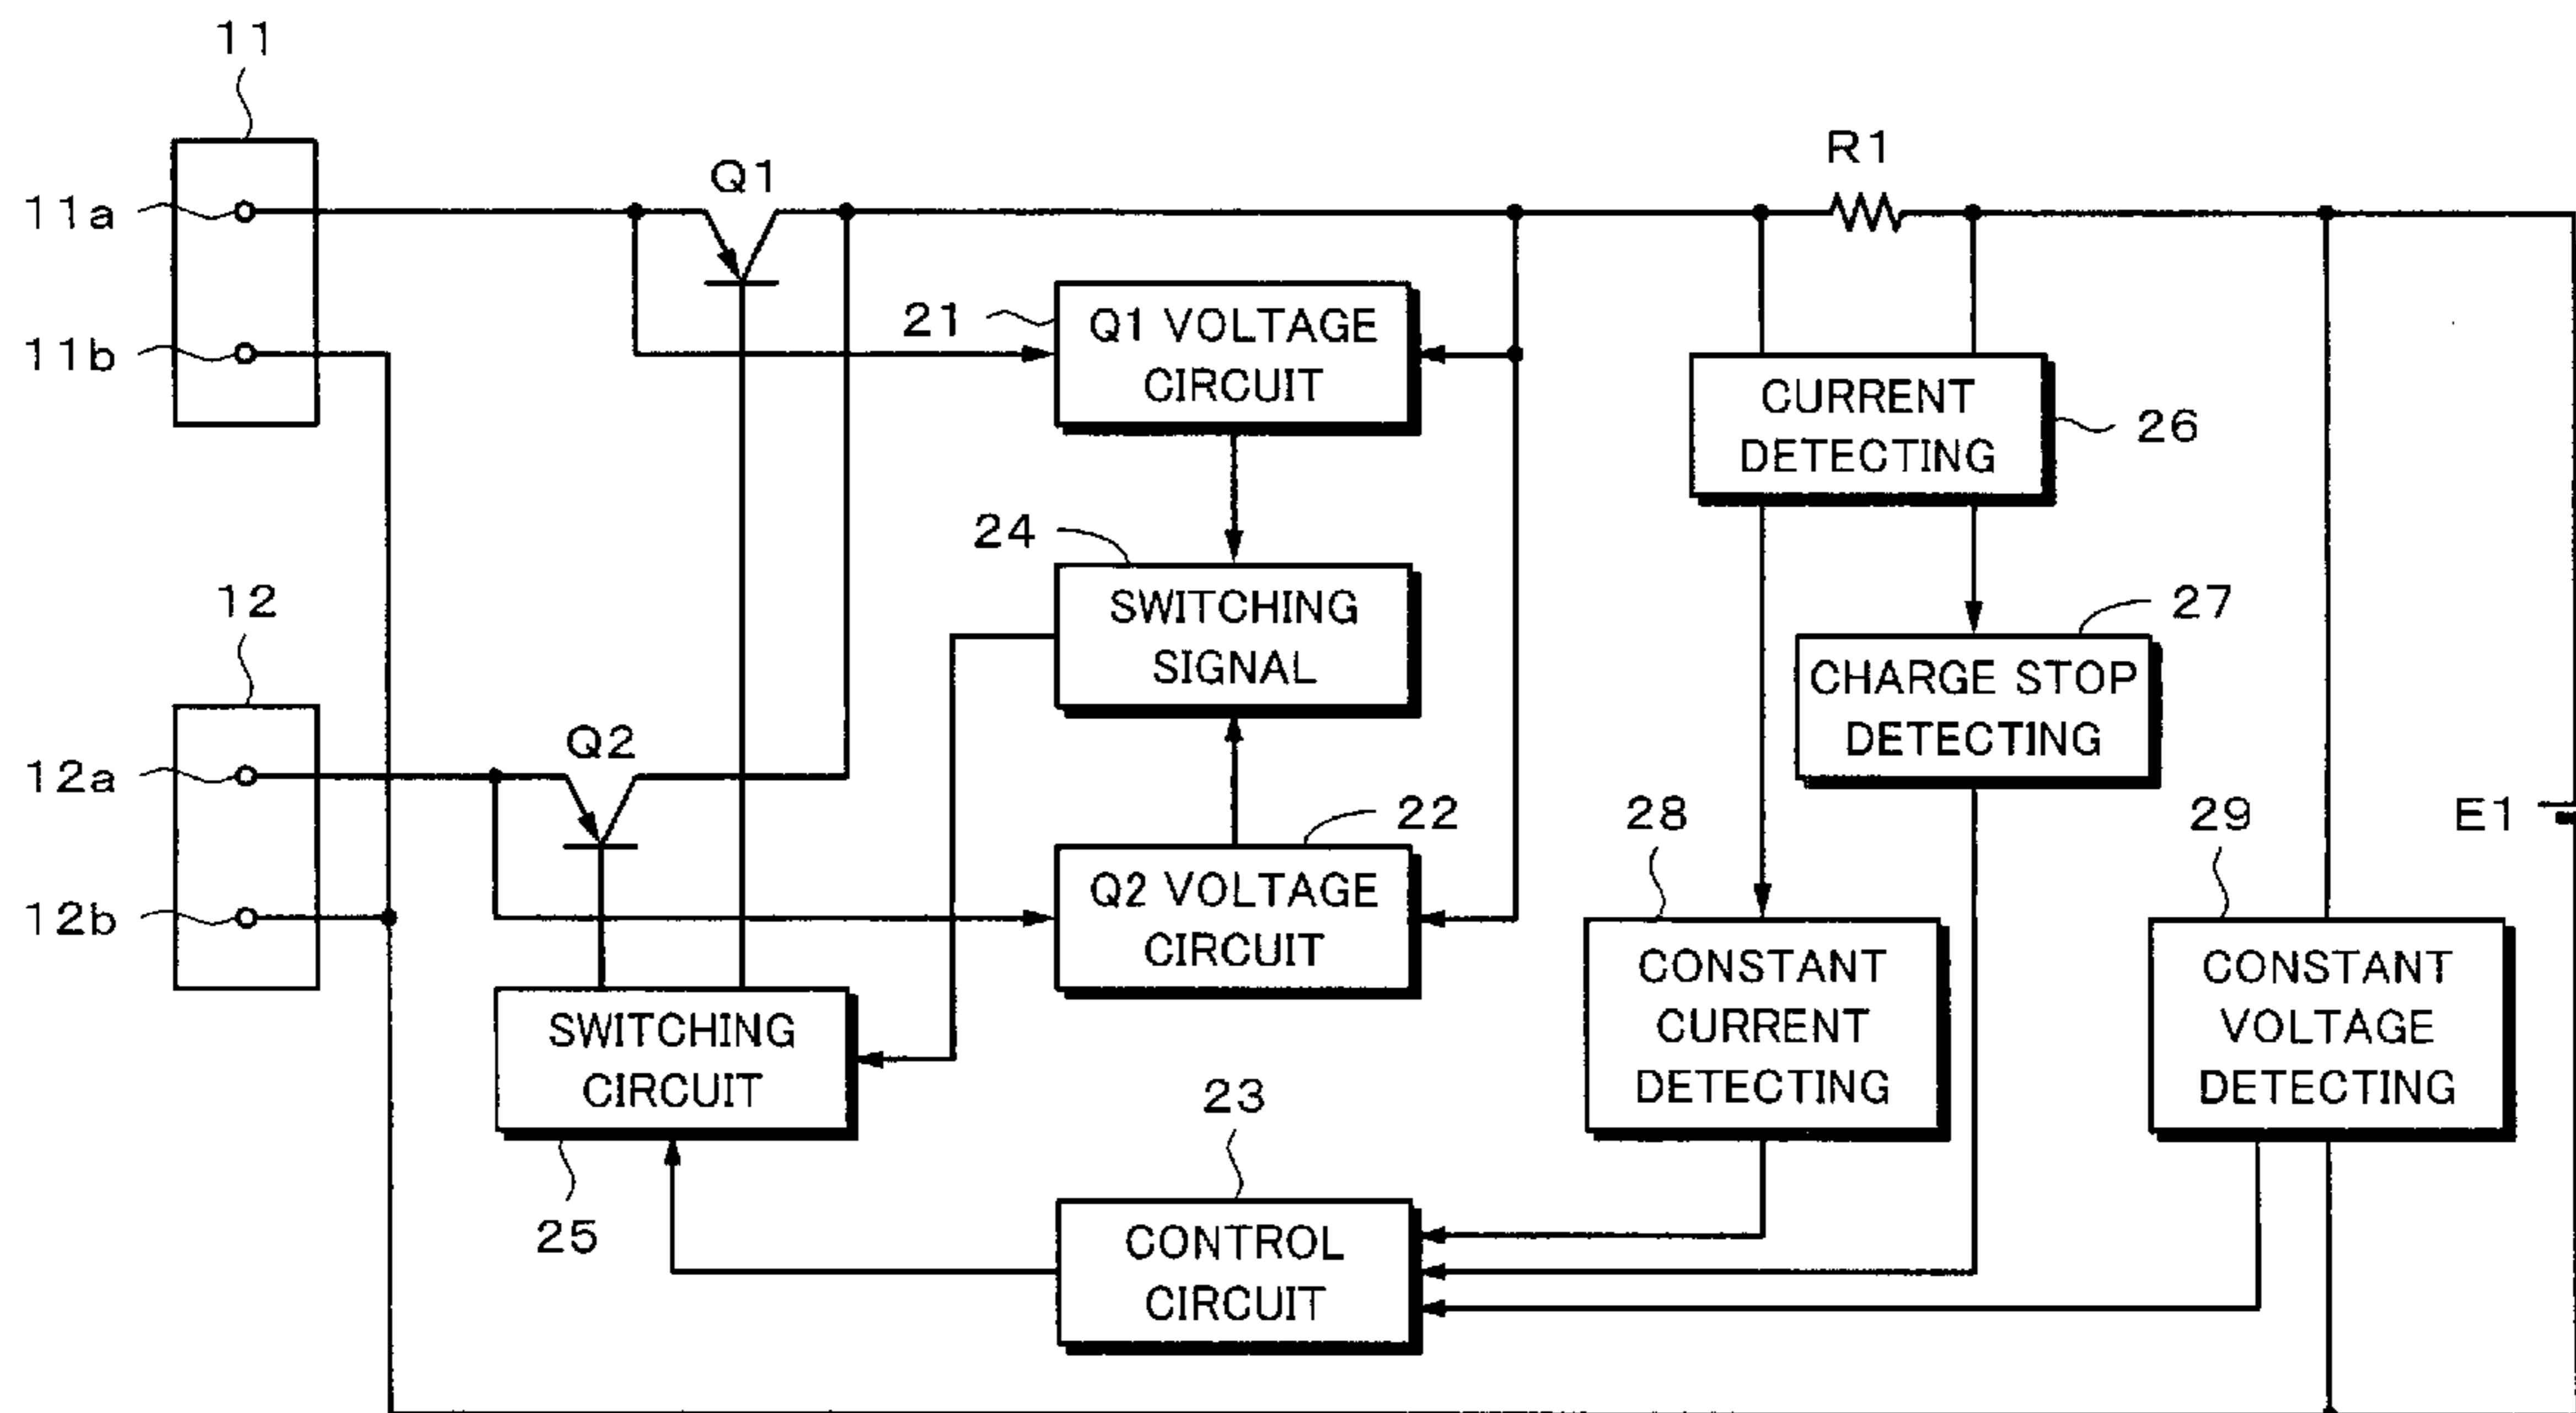 11
R1
Q1
11a
21
Q1 VOLTAGE
CIRCUIT
11b
CURRENT
DETECTING
26
24
SWITCHING
SIGNAL
12
27
CHARGE STOP
DETECTING
Q2
12a
22
28
29
E1
Q2 VOLTAGE
CIRCUIT
12b
CONSTANT
CURRENT
DETECTING
CONSTANT
VOLTAGE
DETECTING
SWITCHING
CIRCUIT
23
25
CONTROL
CIRCUIT